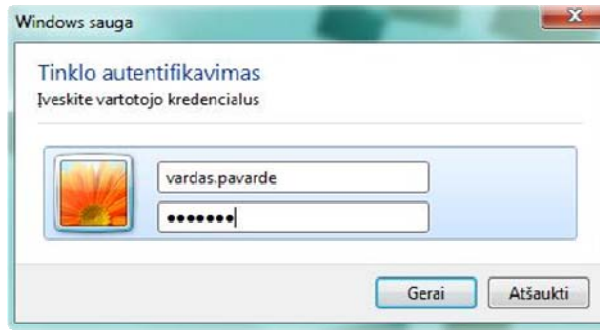 Windows sauga
Tinklo autentifikavimas
Įveskite vartotojo kredencialus
vardas.pavarde
•••••••
Gerai
Atšaukti